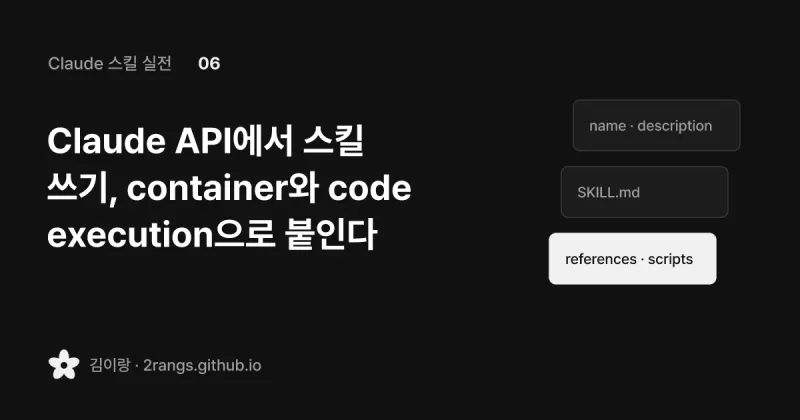 Claude 스킬 실전 06
Claude API에서 스킬
쓰기, container와 code
execution으로 붙인다
name · description
SKILL.md
references · scripts
김이랑 · 2rangs.github.io